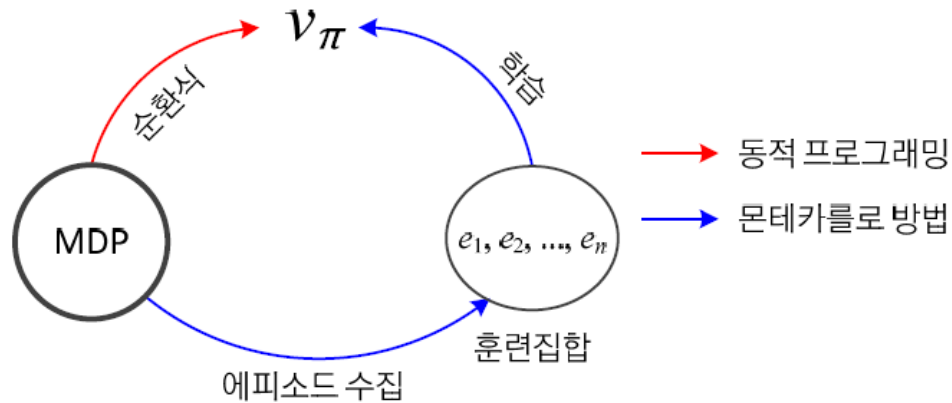 v_π
순환식
학습
동적 프로그래밍
몬테카를로 방법
MDP
e₁, e₂, ..., eₙ
훈련집합
에피소드 수집